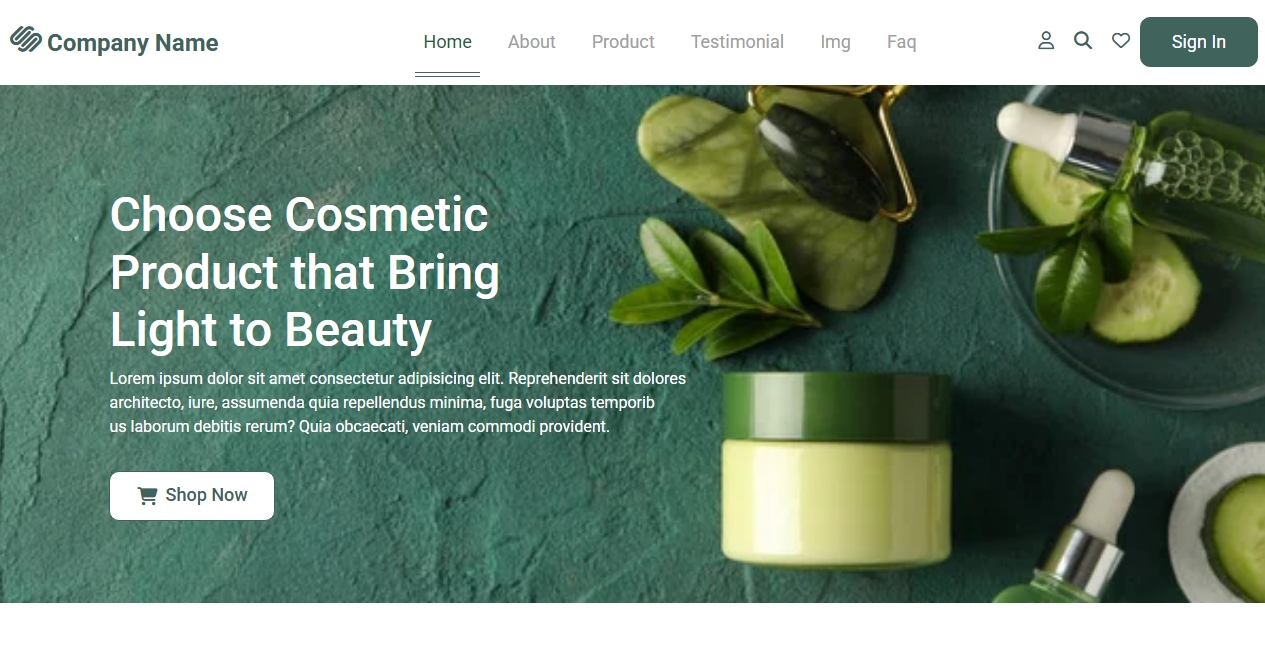 Company Name
Home
About
Product
Testimonial
Img
Faq
Sign In
Choose Cosmetic
Product that Bring
Light to Beauty
Lorem ipsum dolor sit amet consectetur adipisicing elit. Reprehenderit sit dolores
architecto, iure, assumenda quia repellendus minima, fuga voluptas temporib
us laborum debitis rerum? Quia obcaecati, veniam commodi provident.
Shop Now